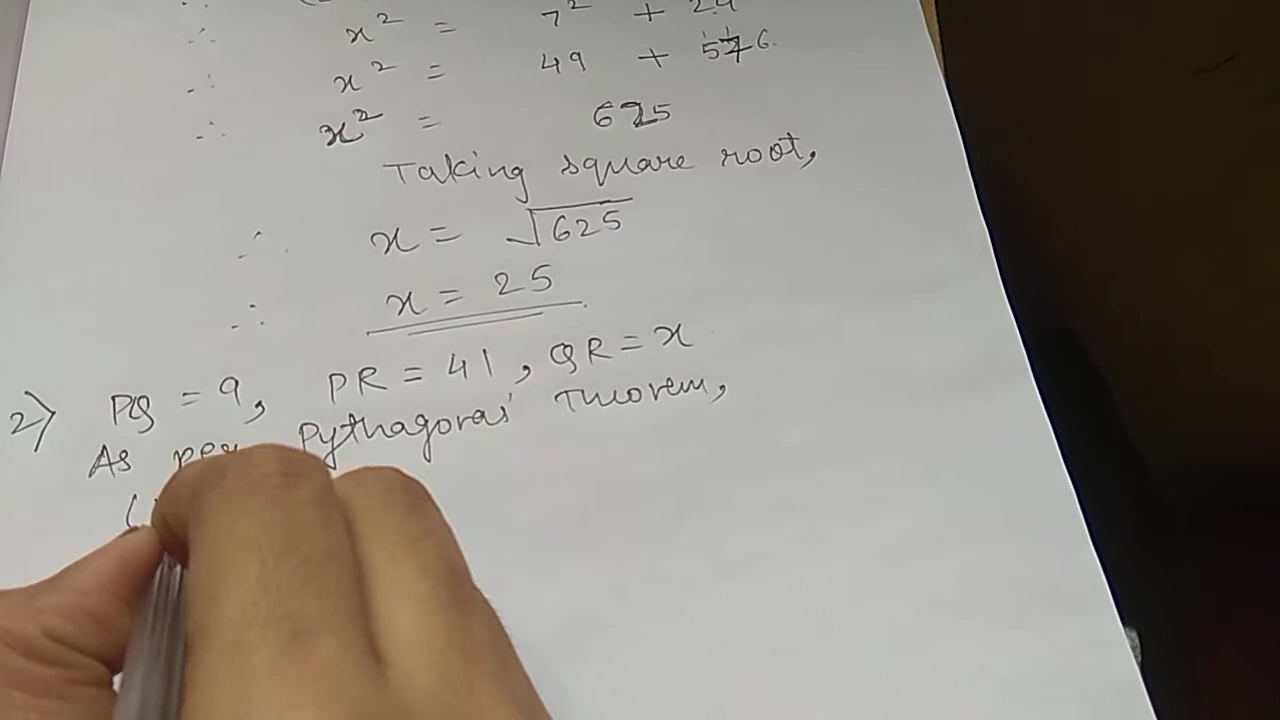 ∴ x² = 7² + 24
∴ x² = 49 + 576.
∴ x² = 625
Taking square root,
∴ x = √625
∴ x = 25
2) PQ = 9, PR = 41, QR = x
As per Pythagoras' Theorem,
(